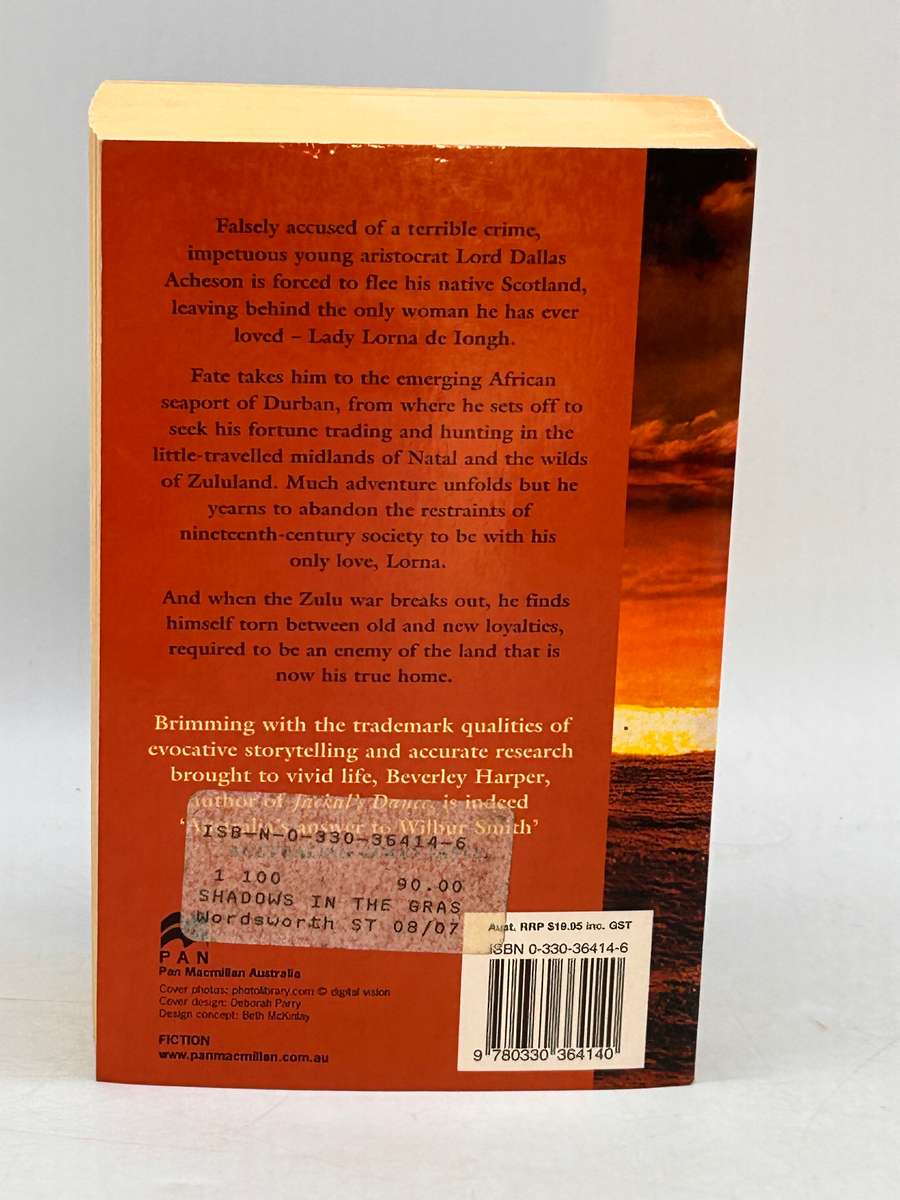 Falsely accused of a terrible crime,
impetuous young aristocrat Lord Dallas
Acheson is forced to flee his native Scotland,
leaving behind the only woman he has ever
loved – Lady Lorna de Iongh.
Fate takes him to the emerging African
seaport of Durban, from where he sets off to
seek his fortune trading and hunting in the
little-travelled midlands of Natal and the wilds
of Zululand. Much adventure unfolds but he
yearns to abandon the restraints of
nineteenth-century society to be with his
only love, Lorna.
And when the Zulu war breaks out, he finds
himself torn between old and new loyalties,
required to be an enemy of the land that is
now his true home.
Brimming with the trademark qualities of
evocative storytelling and accurate research
brought to vivid life, Beverley Harper,
author of Jackal's Dance, is indeed
'Australia's answer to Wilbur Smith'
ISB-N-0-330-36414-6
1 100 90.00
SHADOWS IN THE GRAS
Wordsworth ST 08/07
PAN
Pan Macmillan Australia
Cover photos: photolibrary.com © digital vision
Cover design: Deborah Parry
Design concept: Beth McKinlay
FICTION
www.panmacmillan.com.au
Aust. RRP $19.95 inc. GST
ISBN 0-330-36414-6
9 780330 364140